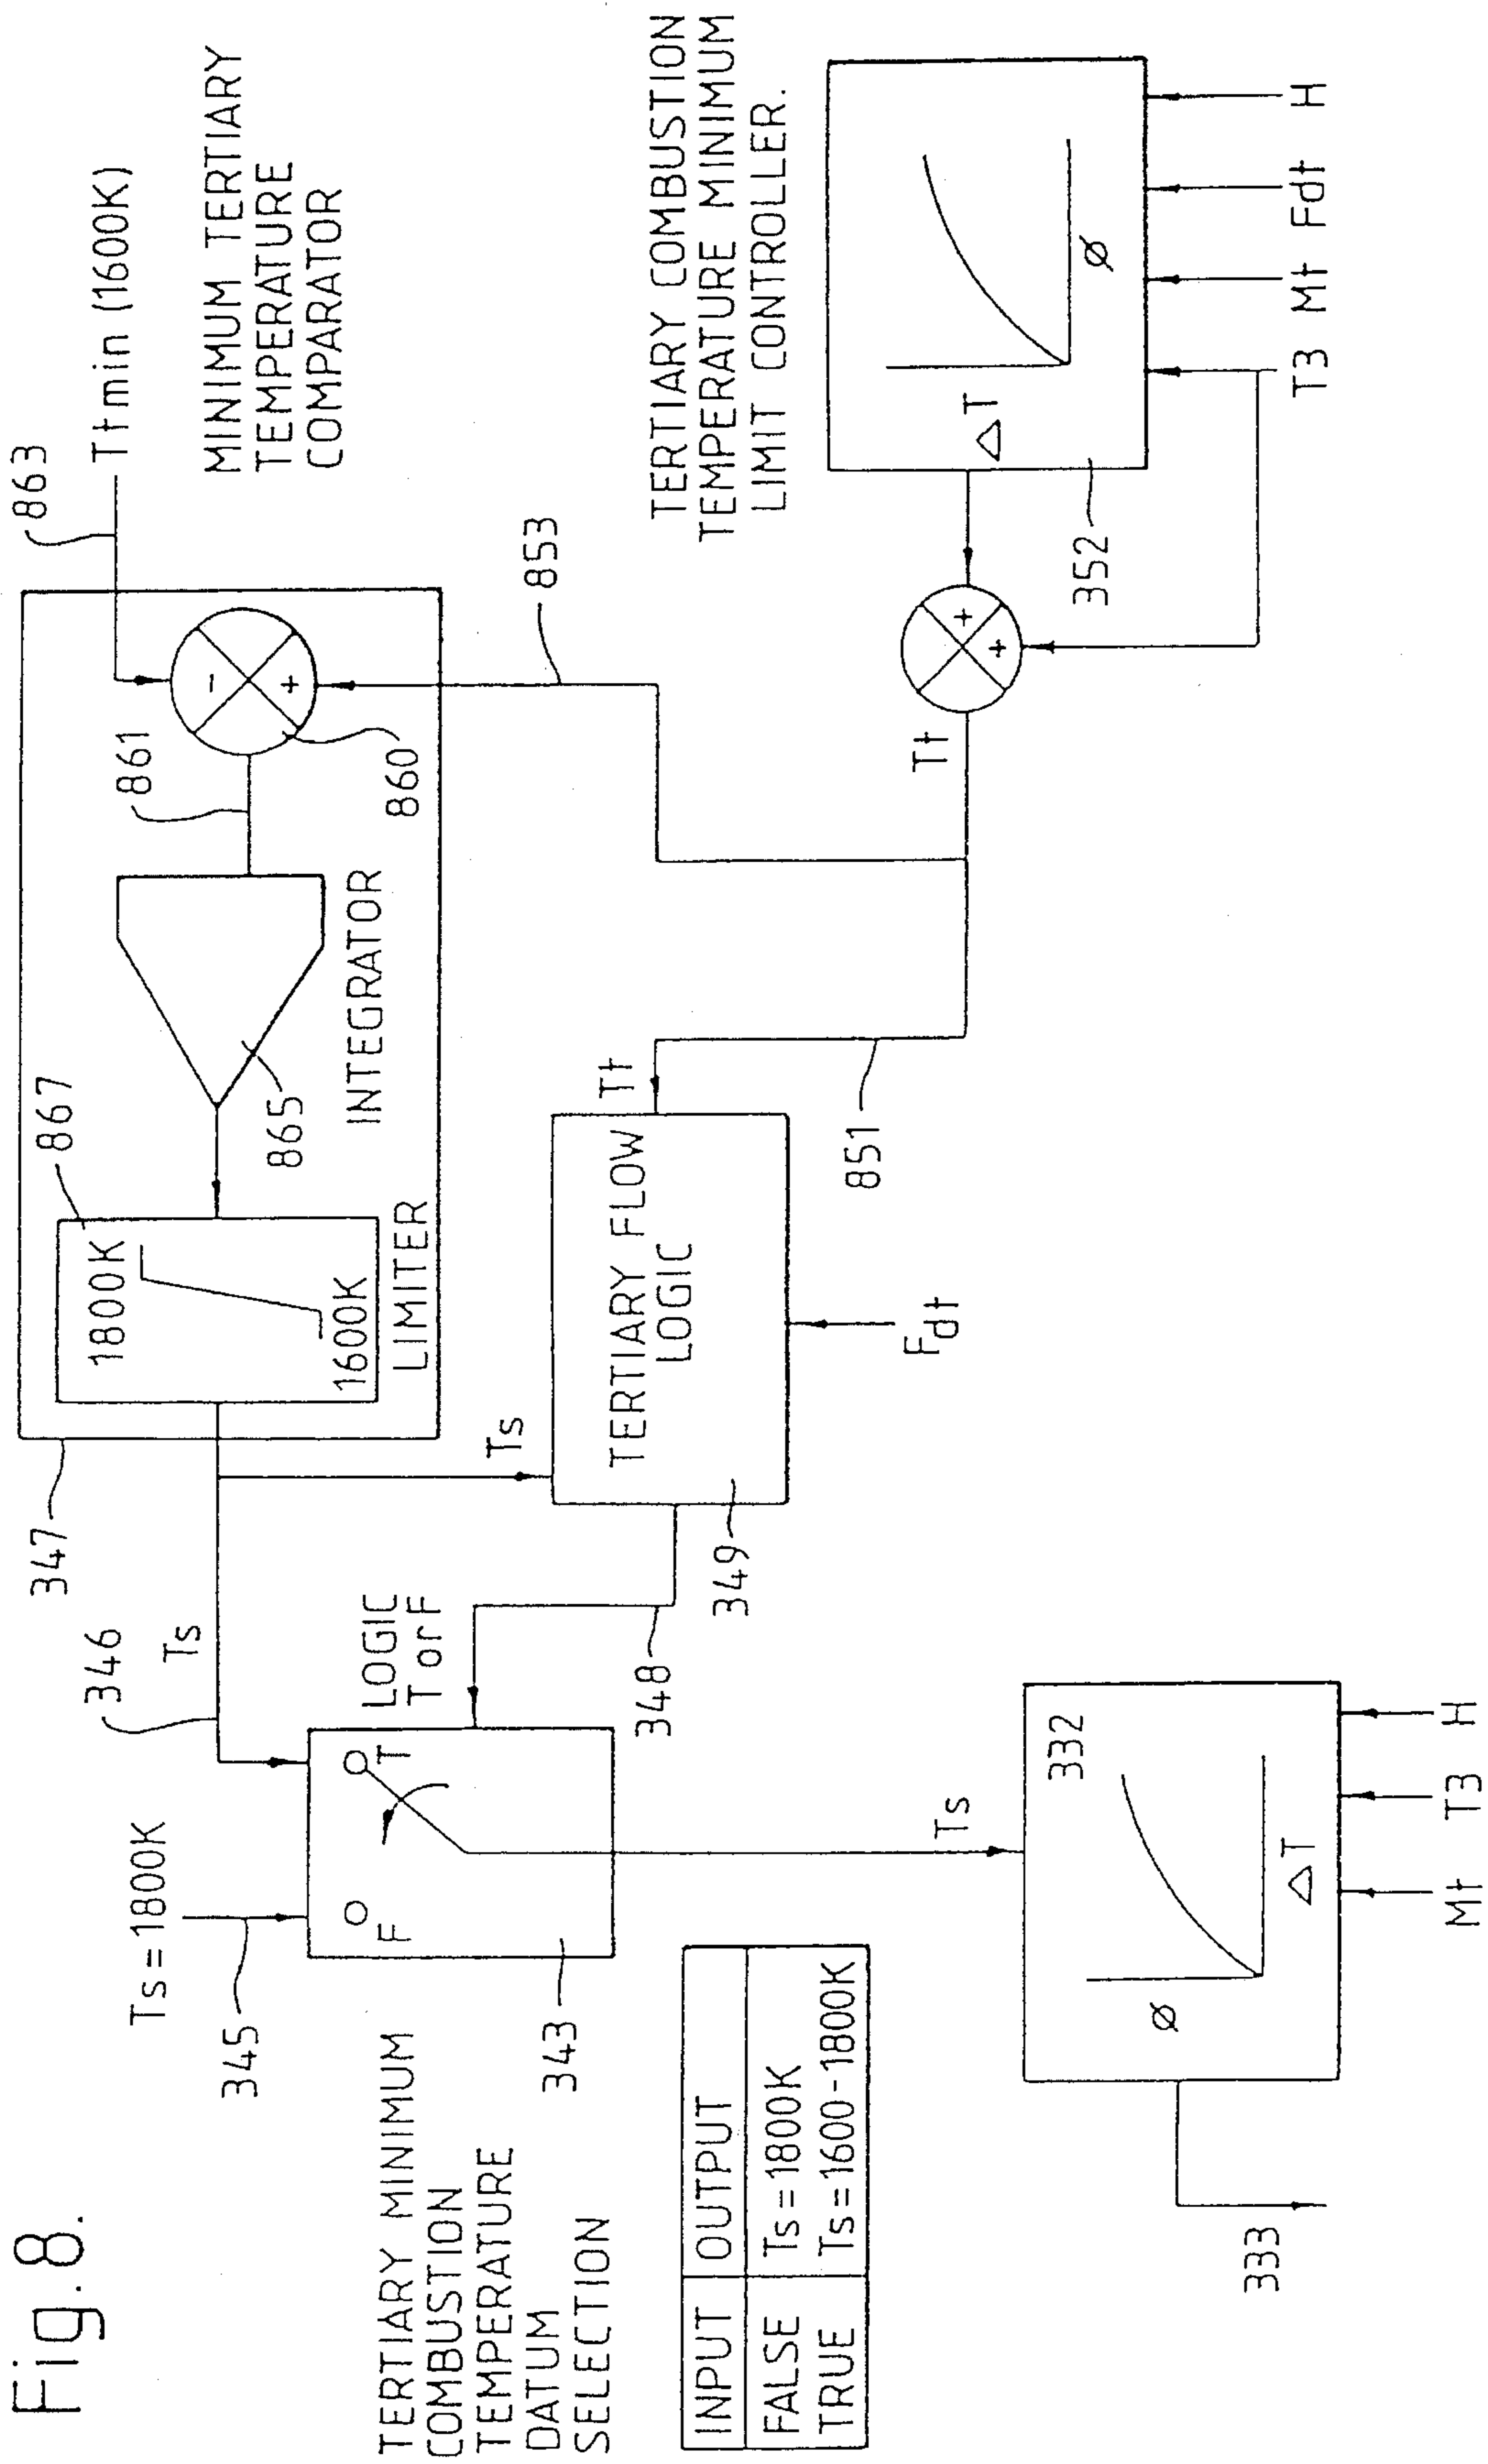 Fig.8.
TERTIARY MINIMUM
COMBUSTION
TEMPERATURE
DATUM
SELECTION
INPUT OUTPUT
FALSE Ts=1800K
TRUE Ts=1600-1800K
Ts=1800K
345
F
T
343
346
Ts
LOGIC
T or F
348
347
1800K
1600K
867
LIMITER
865
INTEGRATOR
861
-
+
860
863
Ttmin (1600K)
MINIMUM TERTIARY
TEMPERATURE
COMPARATOR
Ts
TERTIARY FLOW
LOGIC
349
Tt
851
Fdt
853
TERTIARY COMBUSTION
TEMPERATURE MINIMUM
LIMIT CONTROLLER.
Tt
+
+
ΔT
Ø
352
T3 Mt Fdt H
Ts
332
Ø
ΔT
Mt T3 H
333